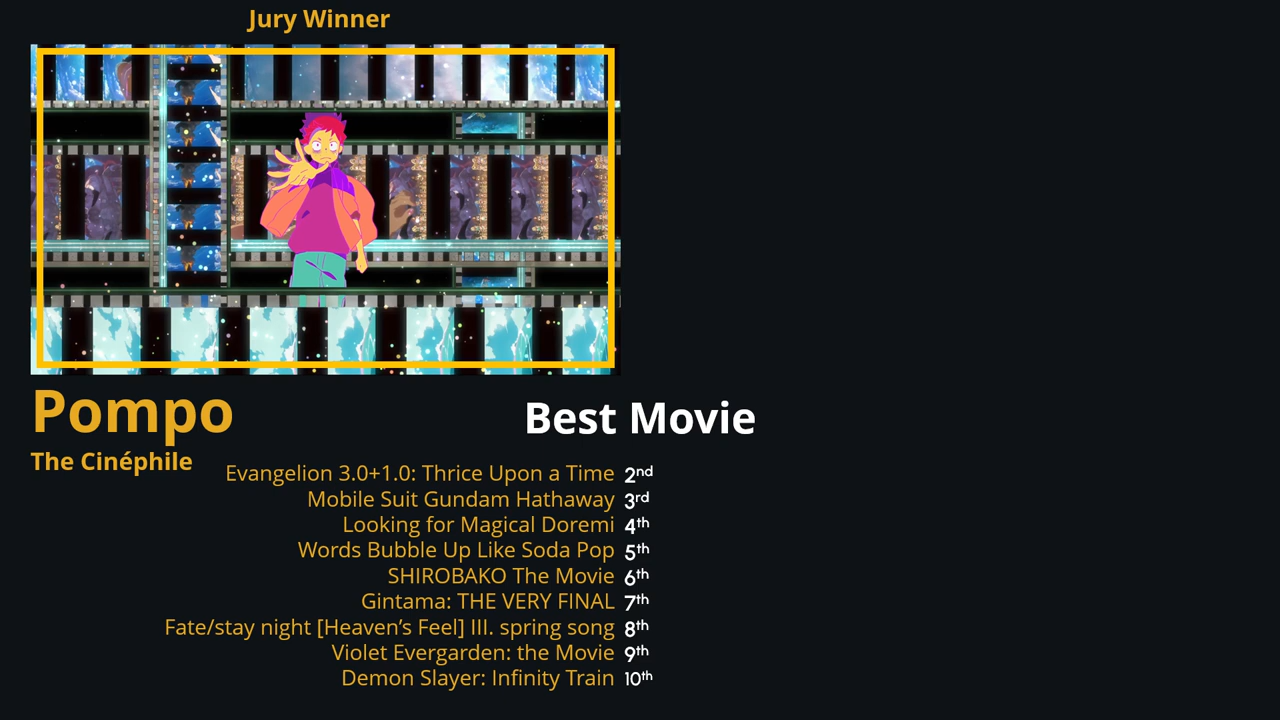 Jury Winner
Pompo
The Cinéphile
Best Movie
Evangelion 3.0+1.0: Thrice Upon a Time 2nd
Mobile Suit Gundam Hathaway 3rd
Looking for Magical Doremi 4th
Words Bubble Up Like Soda Pop 5th
SHIROBAKO The Movie 6th
Gintama: THE VERY FINAL 7th
Fate/stay night [Heaven’s Feel] III. spring song 8th
Violet Evergarden: the Movie 9th
Demon Slayer: Infinity Train 10th